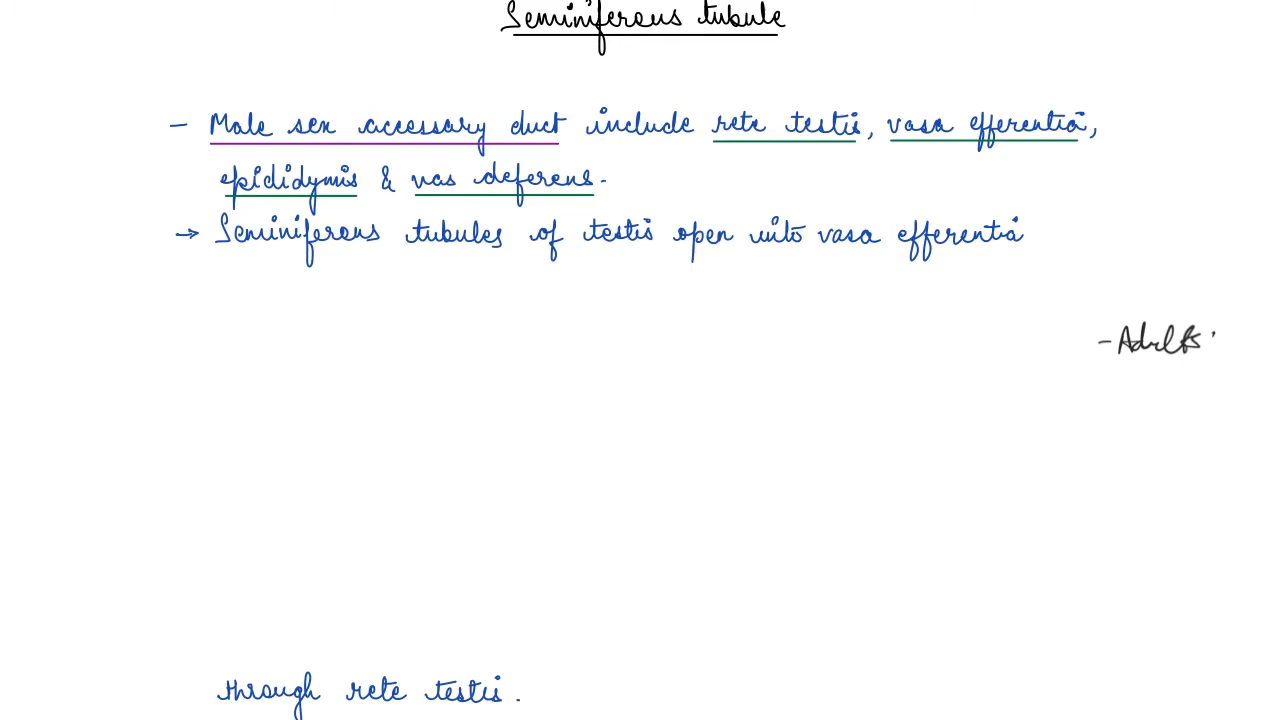 Seminiferous tubule
- Male sex accessory duct include rete testis, vasa efferentia,
epididymis & vas deferens.
→ Seminiferous tubules of testis open into vasa efferentia
- Adults
through rete testis.